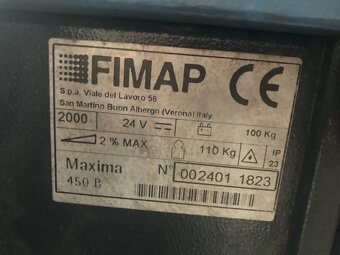 FIMAP CE
S.p.a. Viale del Lavoro 56
San Martino Buon Albergo (Verona) Italy.
2000 24 V 100 Kg
2 % MAX 110 Kg IP 23
Maxima N° 002401 1823
450 B